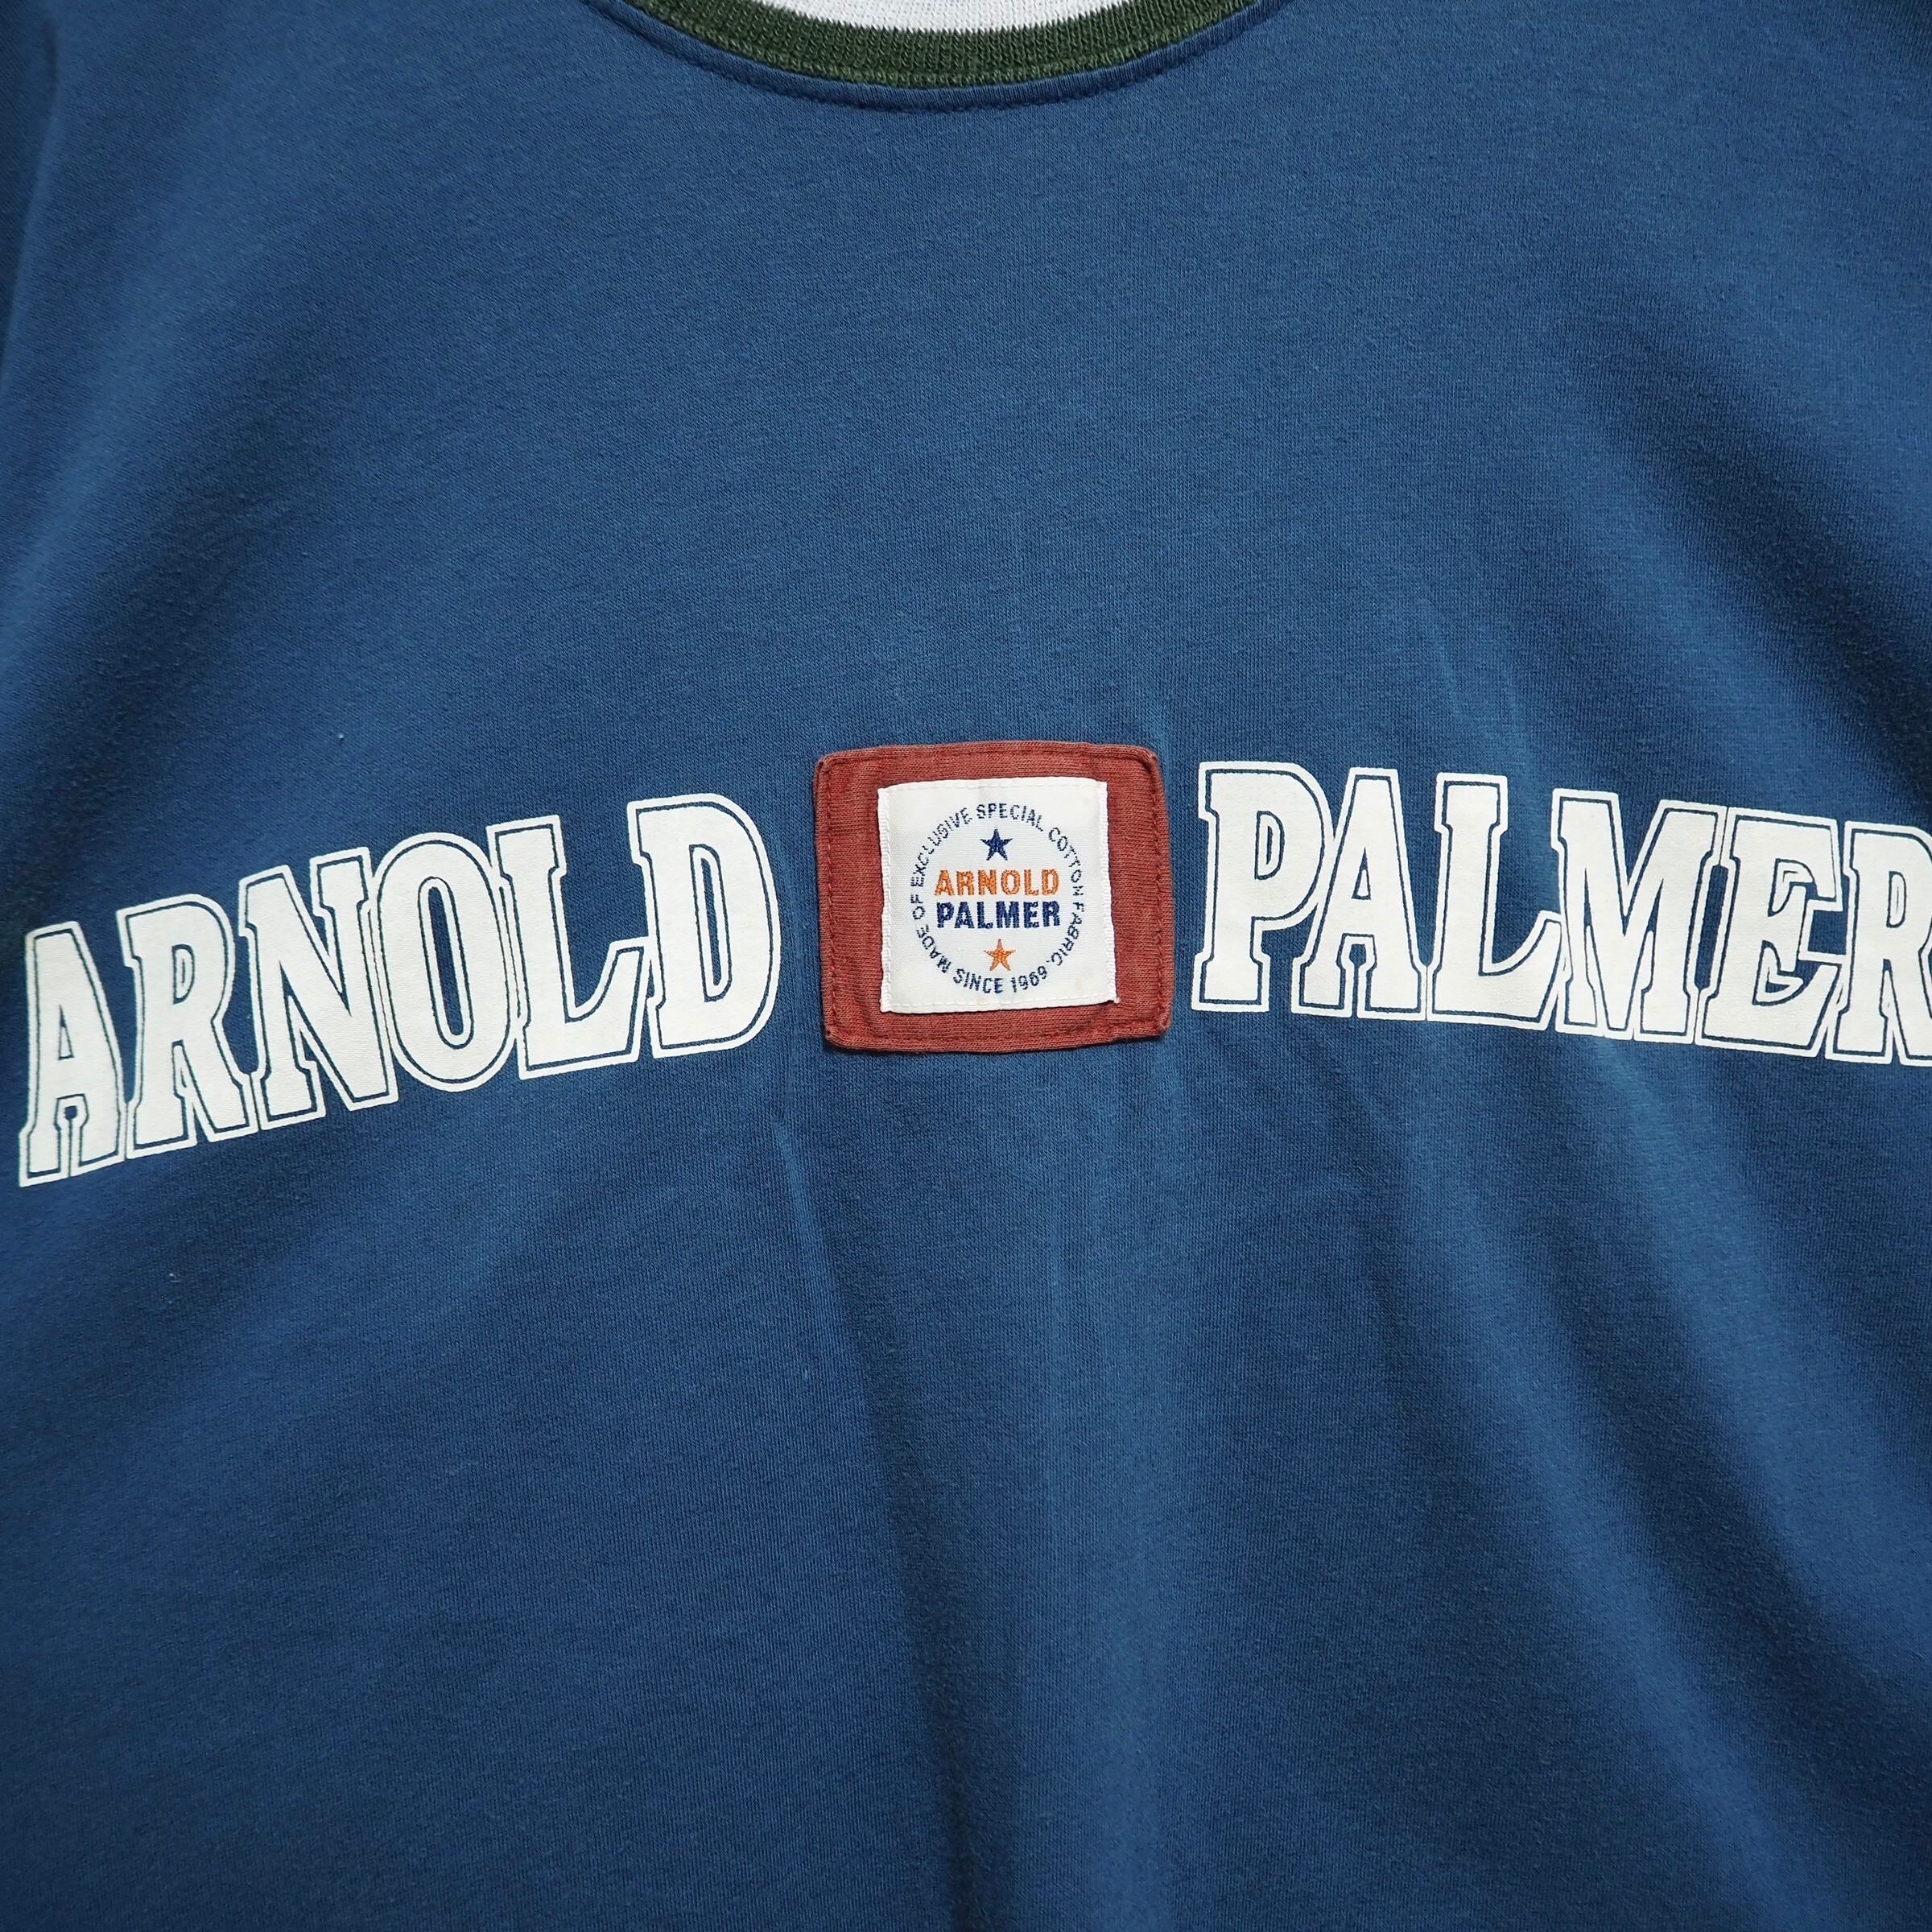 ARNOLD PALMER
MADE OF EXCLUSIVE SPECIAL COTTON FABRIC.
ARNOLD
PALMER
SINCE 1969